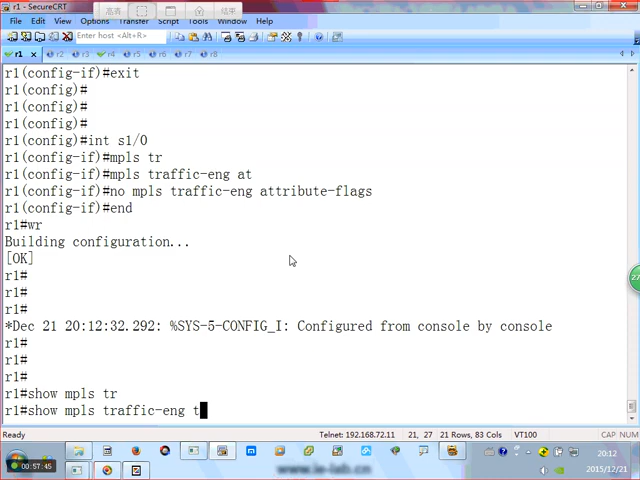 r1 - SecureCRT
File Edit View Options Transfer Script Tools Window Help
Enter host <Alt+R>
r1 r2 r3 r4 r5 r6 r7 r8
r1(config-if)#exit
r1(config)#
r1(config)#
r1(config)#
r1(config)#int s1/0
r1(config-if)#mpls tr
r1(config-if)#mpls traffic-eng at
r1(config-if)#no mpls traffic-eng attribute-flags
r1(config-if)#end
r1#wr
Building configuration...
[OK]
r1#
r1#
r1#
*Dec 21 20:12:32.292: %SYS-5-CONFIG_I: Configured from console by console
r1#
r1#
r1#
r1#show mpls tr
r1#show mpls traffic-eng t
Ready Telnet: 192.168.72.11 21, 27 21 Rows, 83 Cols VT100 CAP NUM
00:57:45
20:12
2015/12/21
www.ie-lab.cn